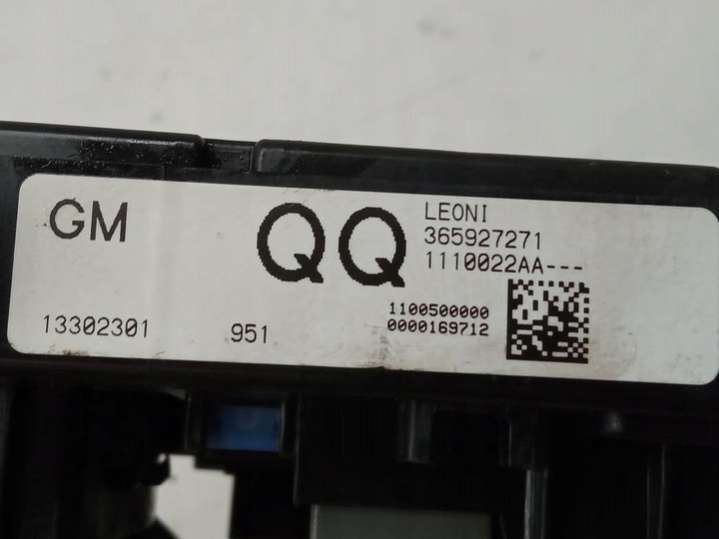 GM
QQ
LEONI
365927271
1110022AA---
1100500000
0000169712
13302301
951